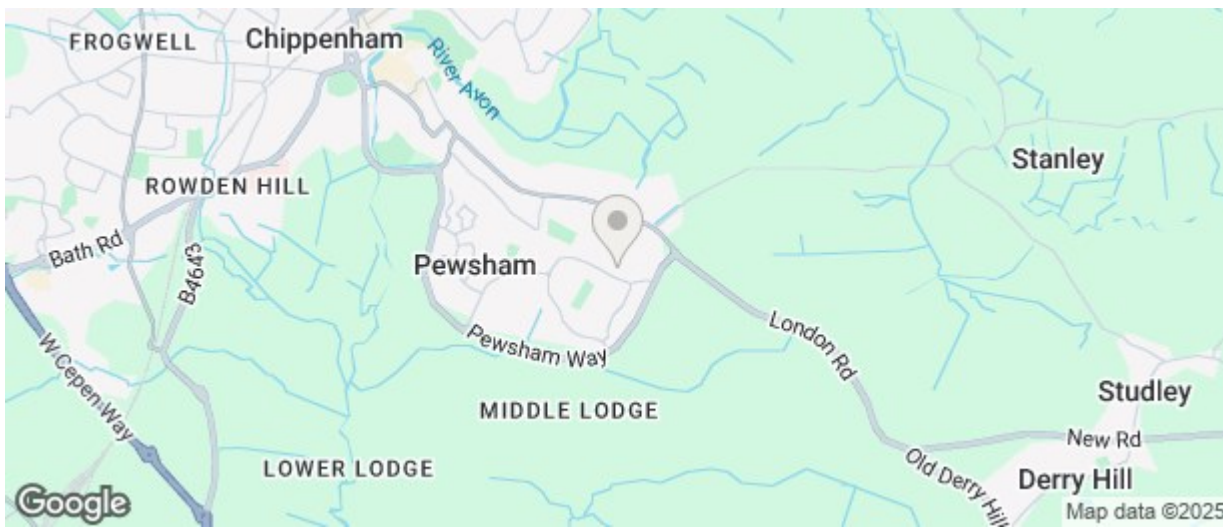 FROGWELL
Chippenham
River Avon
Stanley
ROWDEN HILL
Bath Rd
B4643
Pewsham
Pewsham Way
London Rd
W Cepen Way
MIDDLE LODGE
Studley
New Rd
LOWER LODGE
Old Derry Hill
Derry Hill
Google
Map data ©2025